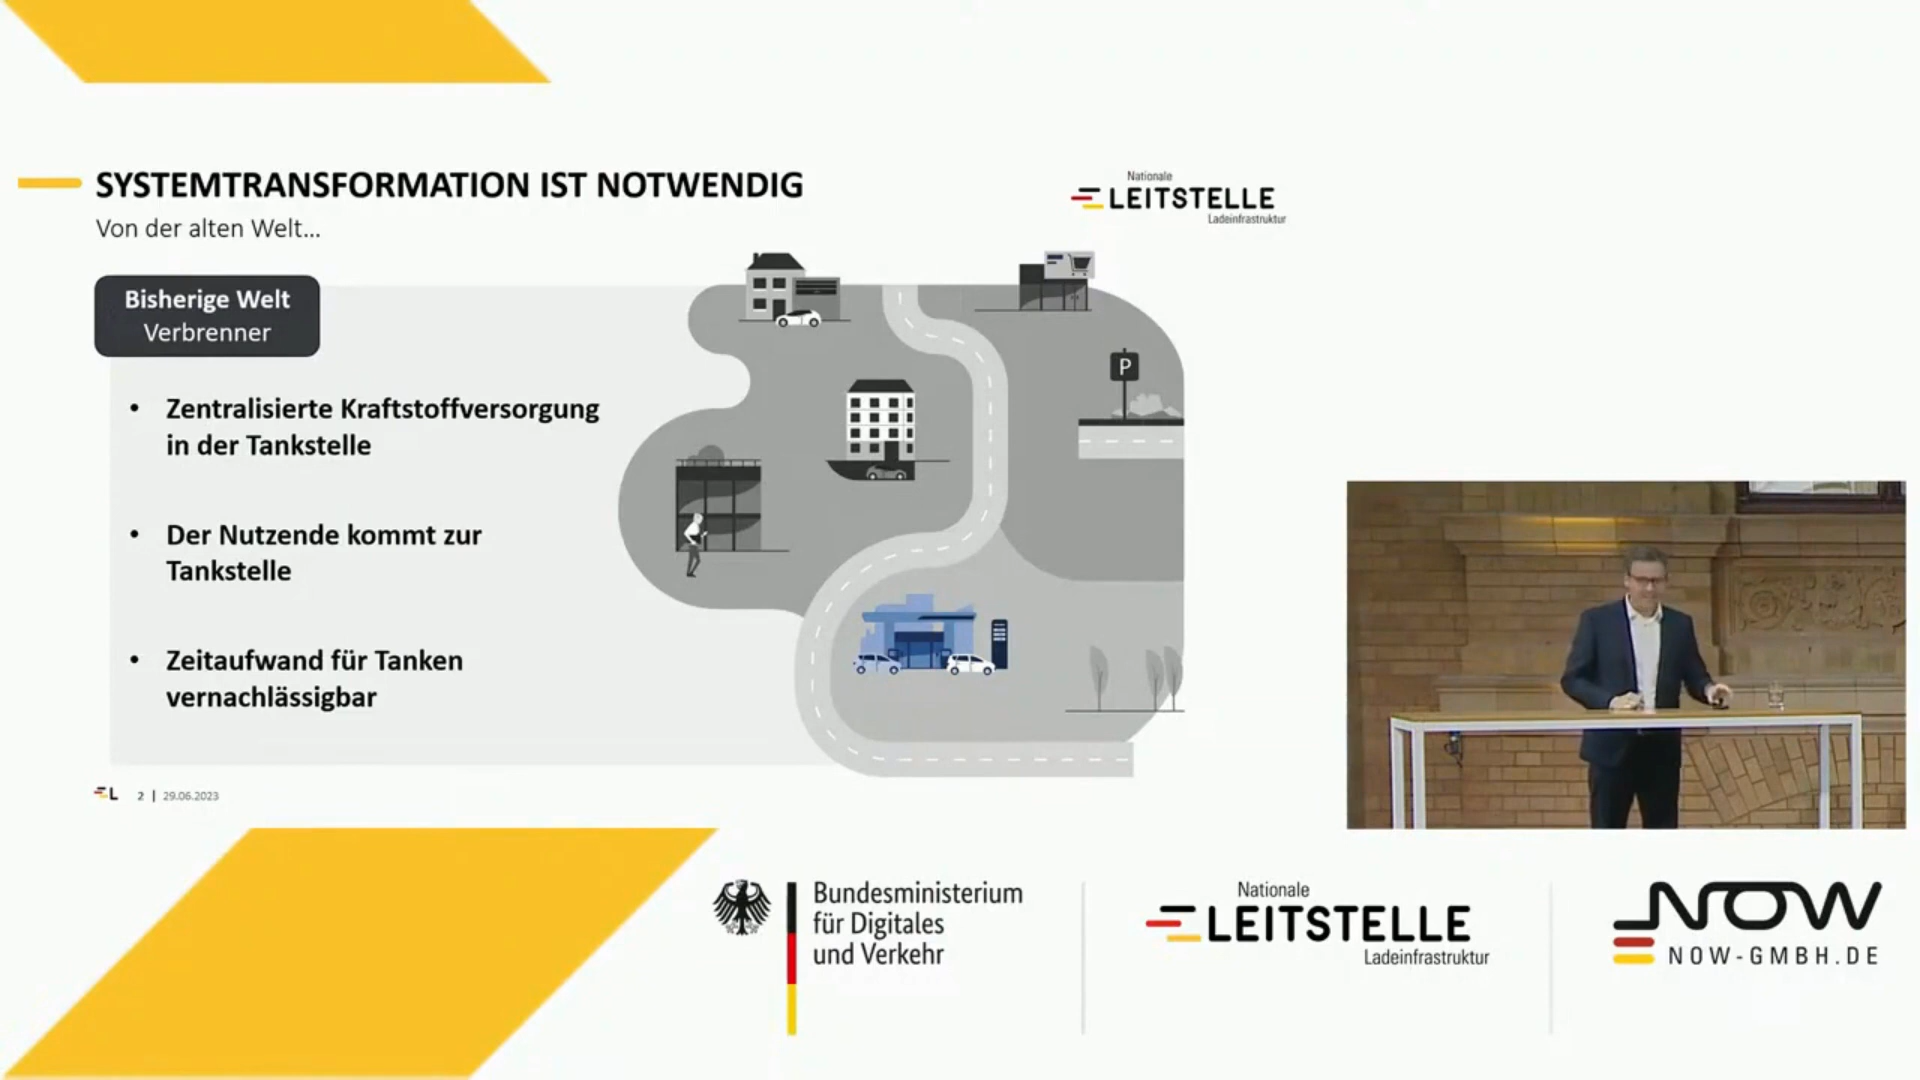 SYSTEMTRANSFORMATION IST NOTWENDIG
Von der alten Welt...
Nationale
LEITSTELLE
Ladeinfrastruktur
Bisherige Welt
Verbrenner
• Zentralisierte Kraftstoffversorgung
in der Tankstelle
• Der Nutzende kommt zur
Tankstelle
• Zeitaufwand für Tanken
vernachlässigbar
P
L 2 | 29.06.2023
Bundesministerium
für Digitales
und Verkehr
Nationale
LEITSTELLE
Ladeinfrastruktur
NOW
NOW-GMBH.DE